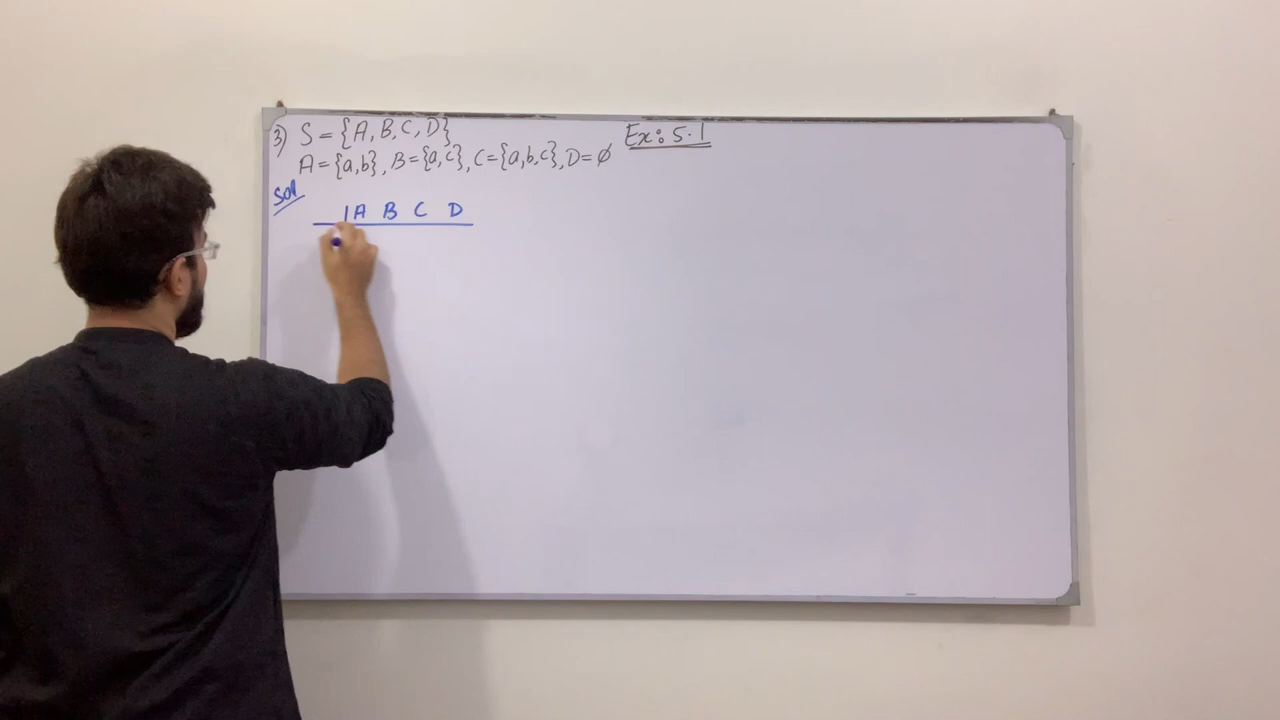 3) S = {A, B, C, D} Ex: 5.1
A = {a,b}, B = {a,c}, C = {a,b,c}, D = ∅
Sol
| A B C D